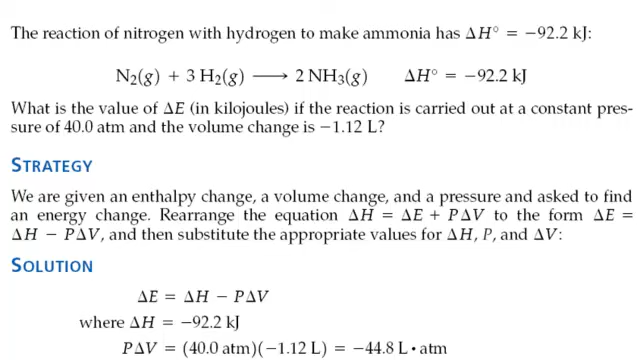 The reaction of nitrogen with hydrogen to make ammonia has ΔH° = −92.2 kJ:
N₂(g) + 3 H₂(g) ⟶ 2 NH₃(g) ΔH° = −92.2 kJ
What is the value of ΔE (in kilojoules) if the reaction is carried out at a constant pres-
sure of 40.0 atm and the volume change is −1.12 L?
STRATEGY
We are given an enthalpy change, a volume change, and a pressure and asked to find
an energy change. Rearrange the equation ΔH = ΔE + PΔV to the form ΔE =
ΔH − PΔV, and then substitute the appropriate values for ΔH, P, and ΔV:
SOLUTION
ΔE = ΔH − PΔV
where ΔH = −92.2 kJ
PΔV = (40.0 atm)(−1.12 L) = −44.8 L • atm